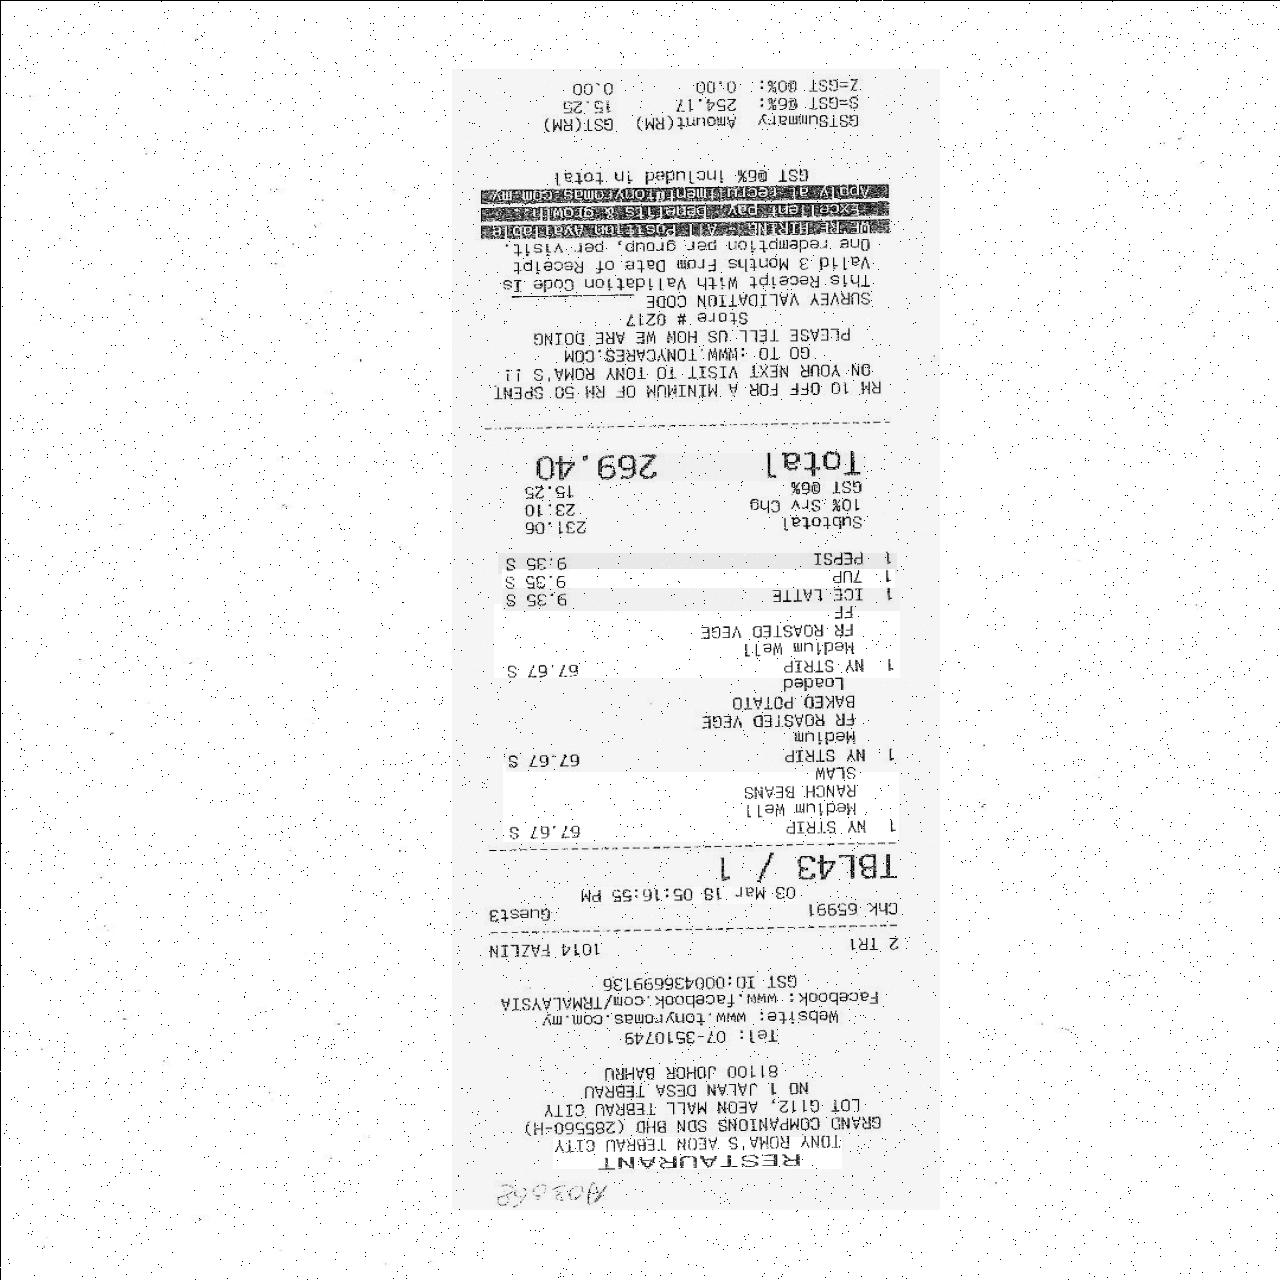 RESTAURANT
TONY ROMA'S AEON TEBRAU CITY
GRAND COMPANIONS SDN BHD (285560-H)
LOT G112, AEON MALL TEBRAU CITY
NO 1 JALAN DESA TEBRAU
81100 JOHOR BAHRU
Tel: 07-3510749
Website: www.tonyromas.com.my
Facebook: www.facebook.com/TRMALAYSIA
GST ID:000436699136
2 TR1 1014 FAZLIN
Chk 65991 Guest3
03 Mar 18 05:16:55 PM
TBL43 / 1
1 NY STRIP 67.67 S
Medium Well
RANCH BEANS
SLAW
1 NY STRIP 67.67 S
Medium
FR ROASTED VEGE
BAKED POTATO
Loaded
1 NY STRIP 67.67 S
Medium Well
FR ROASTED VEGE
FF
1 ICE LATTE 9.35 S
1 7UP 9.35 S
1 PEPSI 9.35 S
Subtotal 231.06
10% Srv Chg 23.10
GST @6% 15.25
Total 269.40
RM 10 OFF FOR A MINIMUM OF RM 50 SPENT
ON YOUR NEXT VISIT TO TONY ROMA'S !!
GO TO :WWW.TONYCARES.COM
PLEASE TELL US HOW WE ARE DOING
Store # 0217
SURVEY VALIDATION CODE
This Receipt With Validation Code Is
Valid 3 Months From Date of Receipt
One redemption per group, per visit.
WE'RE HIRING - All Position Available
Excellent pay, benefits & growth.
Apply at recruitment@tonyromas.com.my
GST @6% included in total
GSTSummary Amount(RM) GST(RM)
S=GST @6%: 254.17 15.25
Z=GST @0%: 0.00 0.00